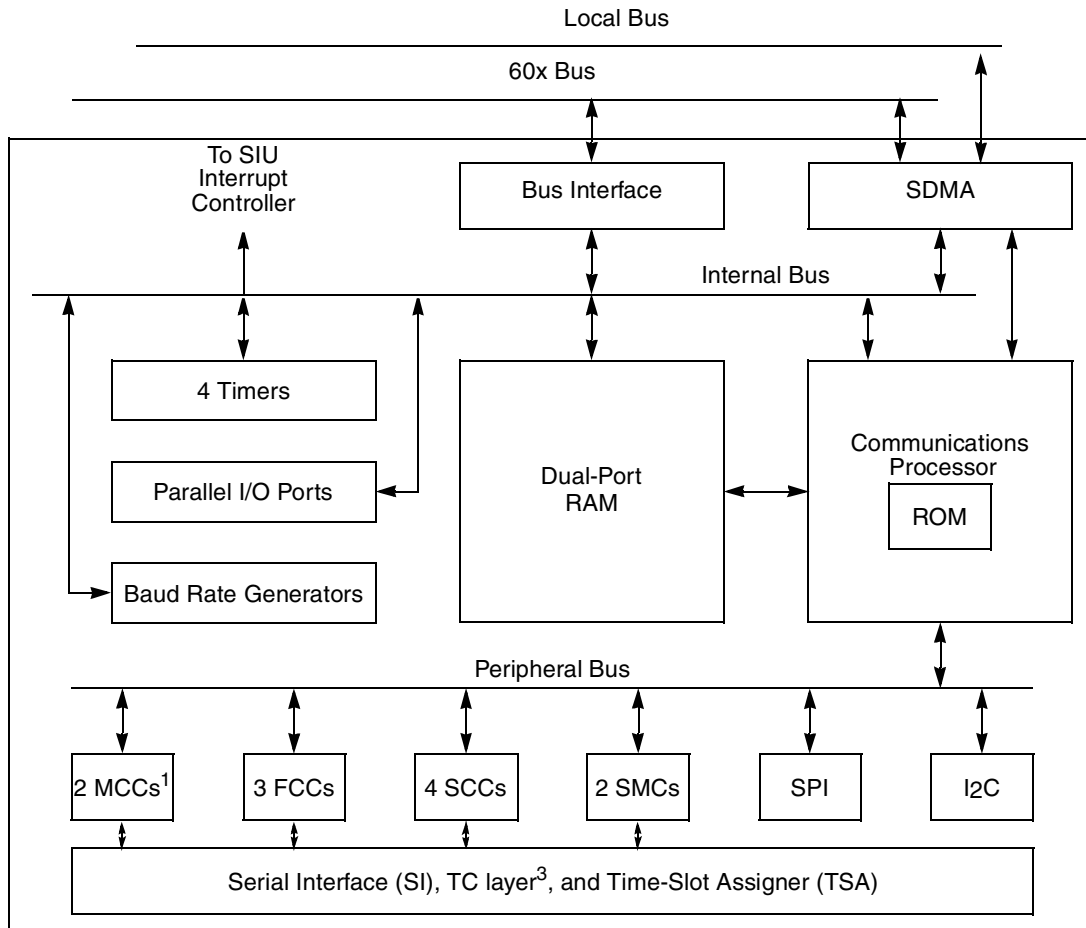 Local Bus
60x Bus
To SIU
Interrupt
Controller
Bus Interface
SDMA
Internal Bus
4 Timers
Parallel I/O Ports
Baud Rate Generators
Dual-Port
RAM
Communications
Processor
ROM
Peripheral Bus
2 MCCs¹
3 FCCs
4 SCCs
2 SMCs
SPI
I2C
Serial Interface (SI), TC layer³, and Time-Slot Assigner (TSA)